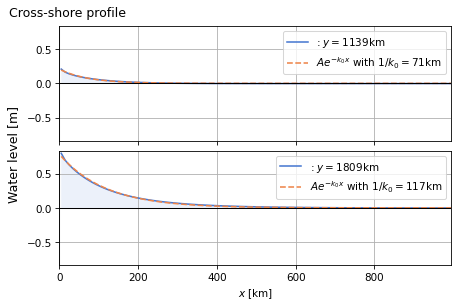 Cross-shore profile
Water level [m]
0.5
0.0
−0.5
: y = 1139km
Ae^{−k₀x} with 1/k₀ = 71km
0.5
0.0
−0.5
: y = 1809km
Ae^{−k₀x} with 1/k₀ = 117km
0 200 400 600 800
x [km]